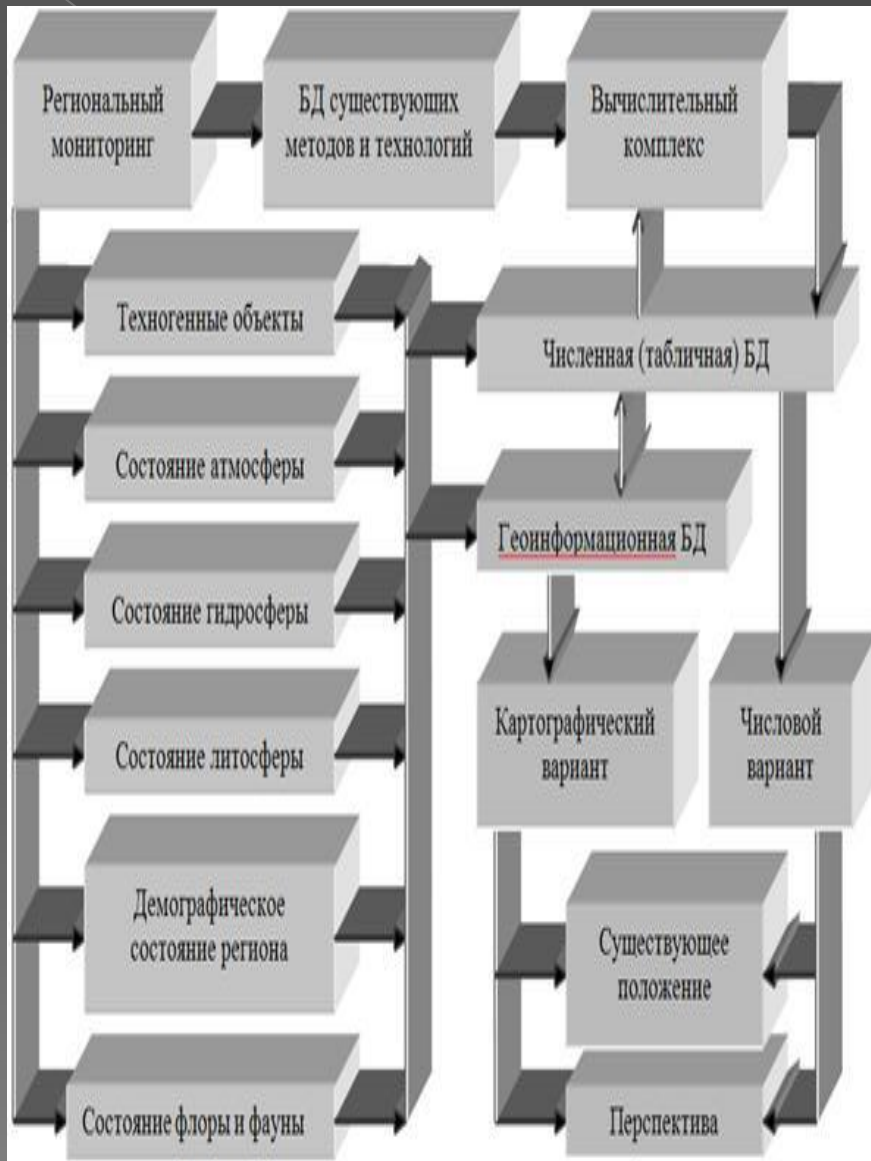 Региональный
мониторинг
БД существующих
методов и технологий
Вычислительный
комплекс
Техногенные объекты
Численная (табличная) БД
Состояние атмосферы
Геоинформационная БД
Состояние гидросферы
Состояние литосферы
Картографический
вариант
Числовой
вариант
Демографическое
состояние региона
Существующее
положение
Состояние флоры и фауны
Перспектива